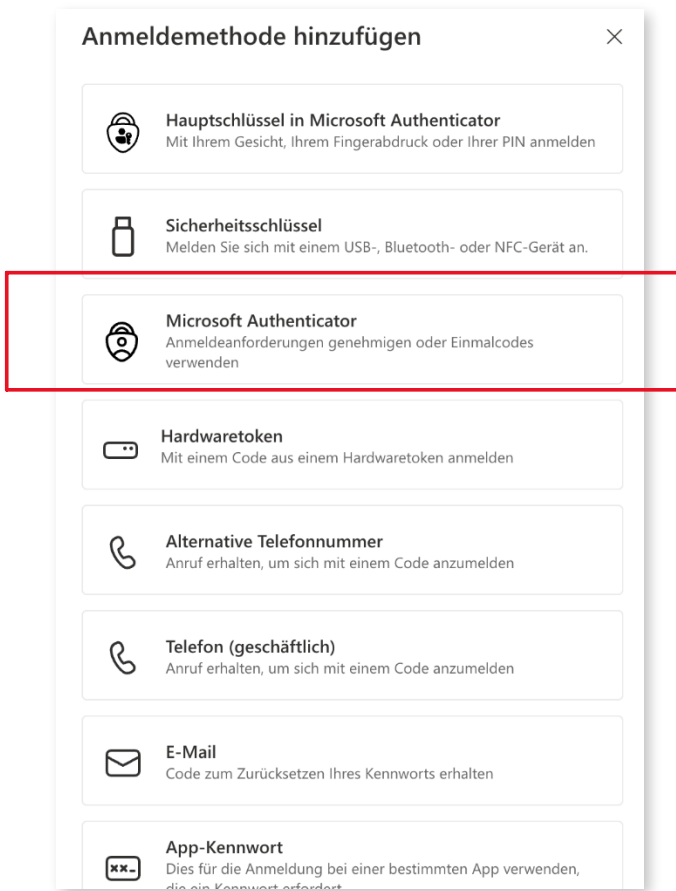 Anmeldemethode hinzufügen
Hauptschlüssel in Microsoft Authenticator
Mit Ihrem Gesicht, Ihrem Fingerabdruck oder Ihrer PIN anmelden
Sicherheitsschlüssel
Melden Sie sich mit einem USB-, Bluetooth- oder NFC-Gerät an.
Microsoft Authenticator
Anmeldeanforderungen genehmigen oder Einmalcodes
verwenden
Hardwaretoken
Mit einem Code aus einem Hardwaretoken anmelden
Alternative Telefonnummer
Anruf erhalten, um sich mit einem Code anzumelden
Telefon (geschäftlich)
Anruf erhalten, um sich mit einem Code anzumelden
E-Mail
Code zum Zurücksetzen Ihres Kennworts erhalten
App-Kennwort
Dies für die Anmeldung bei einer bestimmten App verwenden,
die ein Kennwort erfordert